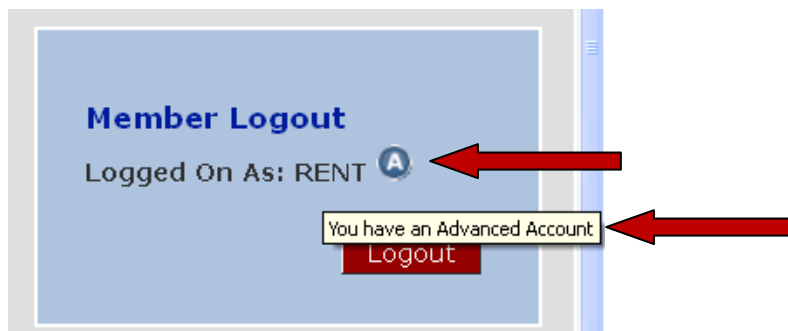 Member Logout
Logged On As: RENT A
You have an Advanced Account
Logout